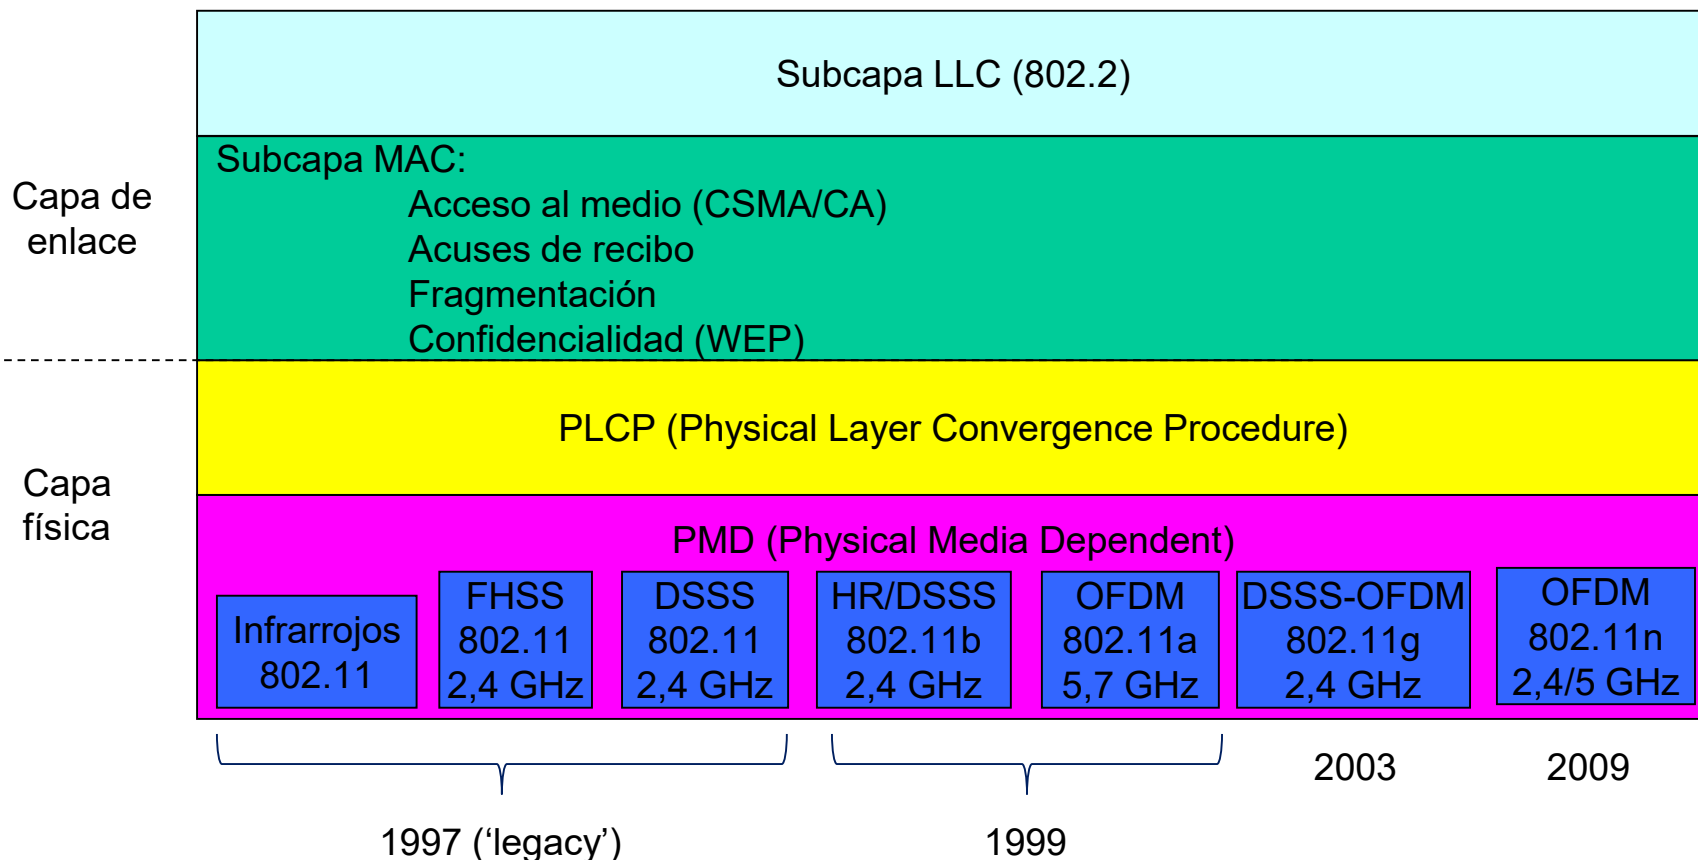 Subcapa LLC (802.2)
Capa de
enlace
Subcapa MAC:
Acceso al medio (CSMA/CA)
Acuses de recibo
Fragmentación
Confidencialidad (WEP)
PLCP (Physical Layer Convergence Procedure)
Capa
física
PMD (Physical Media Dependent)
Infrarrojos
802.11
FHSS
802.11
2,4 GHz
DSSS
802.11
2,4 GHz
HR/DSSS
802.11b
2,4 GHz
OFDM
802.11a
5,7 GHz
DSSS-OFDM
802.11g
2,4 GHz
OFDM
802.11n
2,4/5 GHz
1997 (‘legacy’)
1999
2003
2009